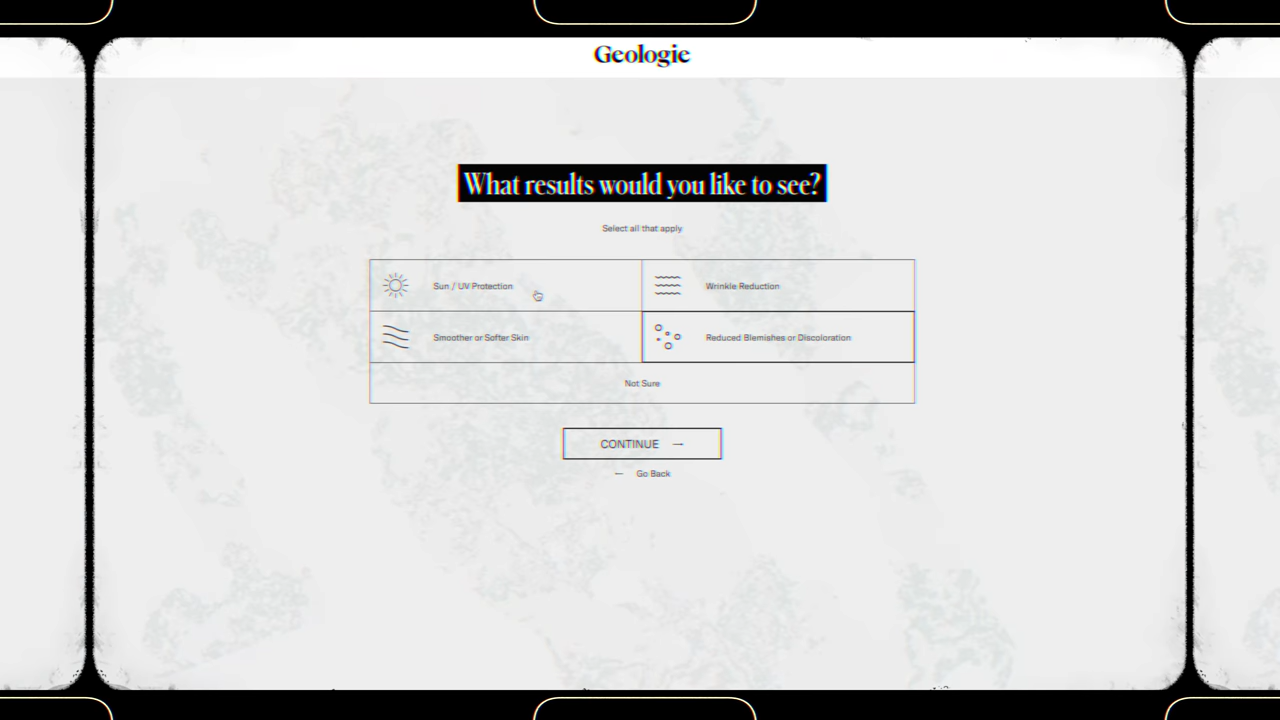 Geologie
What results would you like to see?
Select all that apply
Sun / UV Protection
Wrinkle Reduction
Smoother or Softer Skin
Reduced Blemishes or Discoloration
Not Sure
CONTINUE →
← Go Back